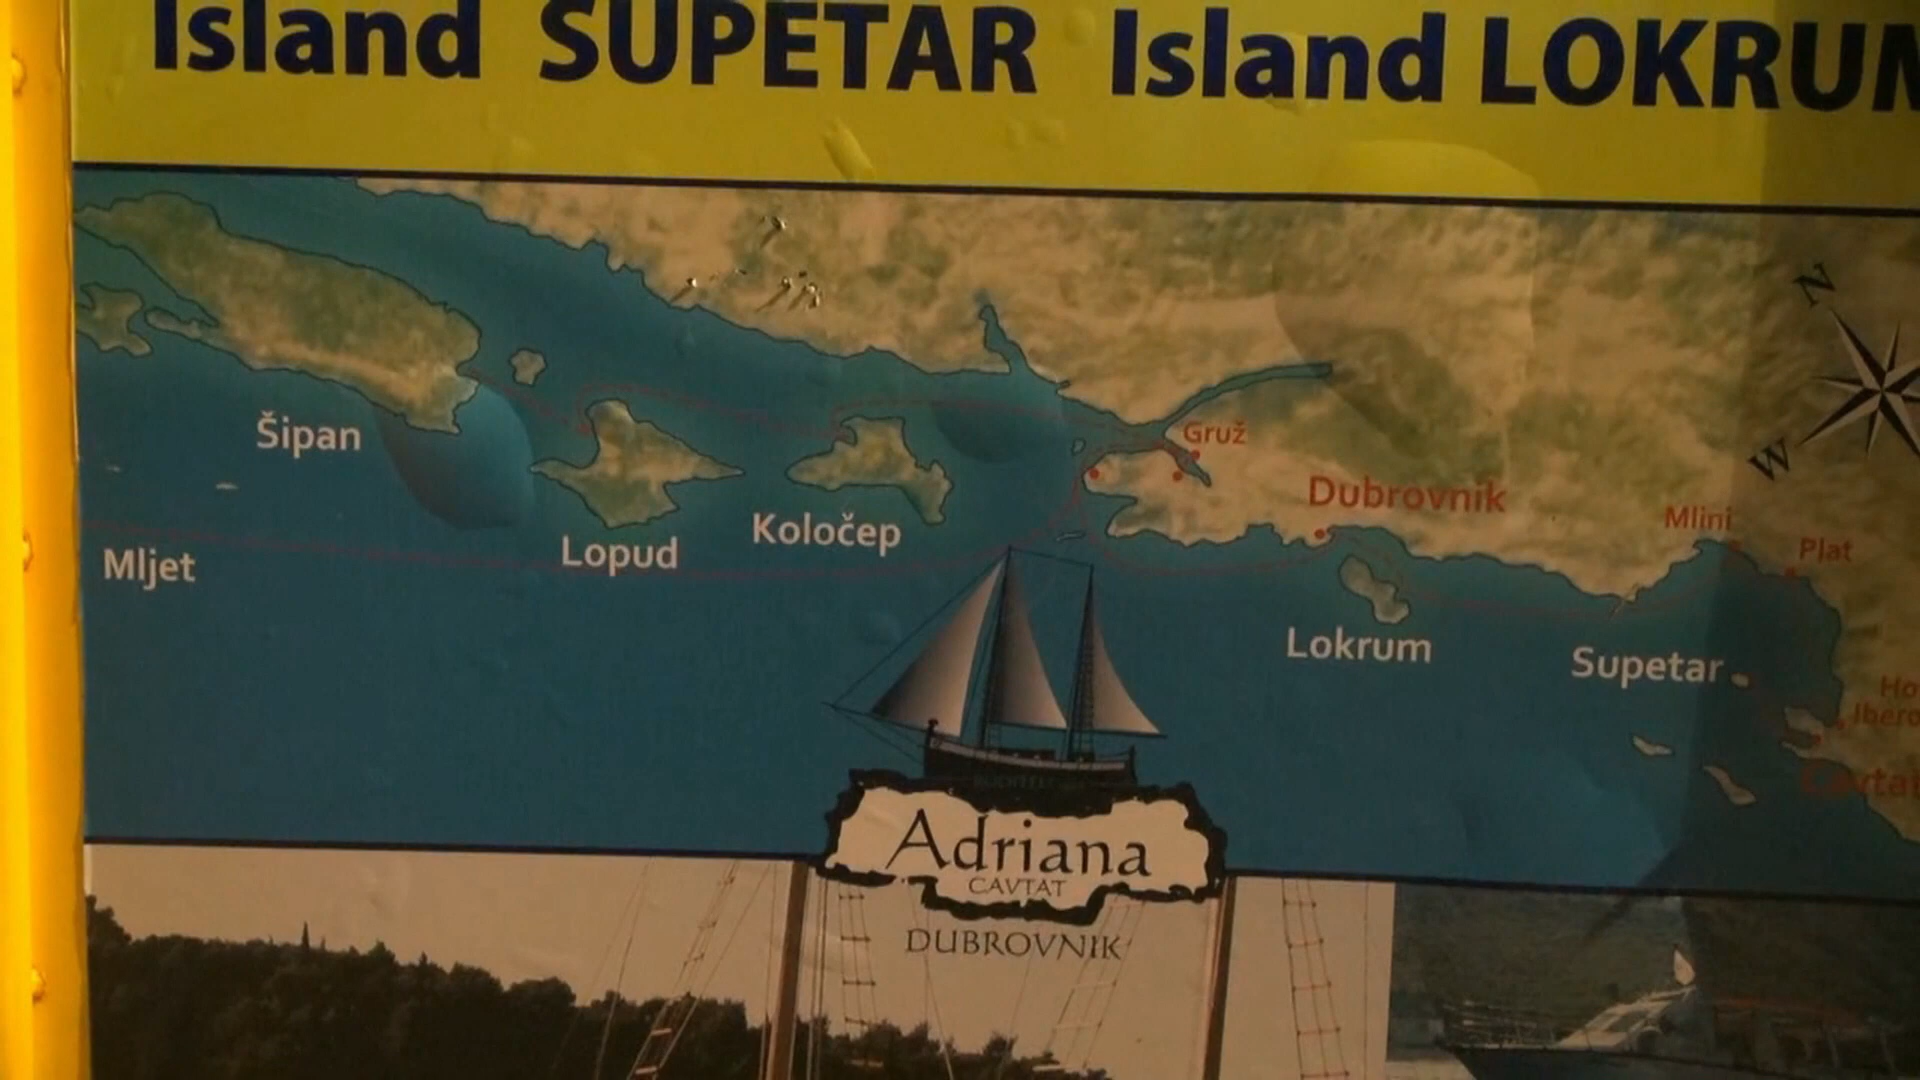 Island SUPETAR Island LOKRUM
N
W
Gruž
Šipan
Dubrovnik
Mlini
Koločep
Plat
Lopud
Mljet
Lokrum
Supetar
Adriana
CAVTAT
DUBROVNIK